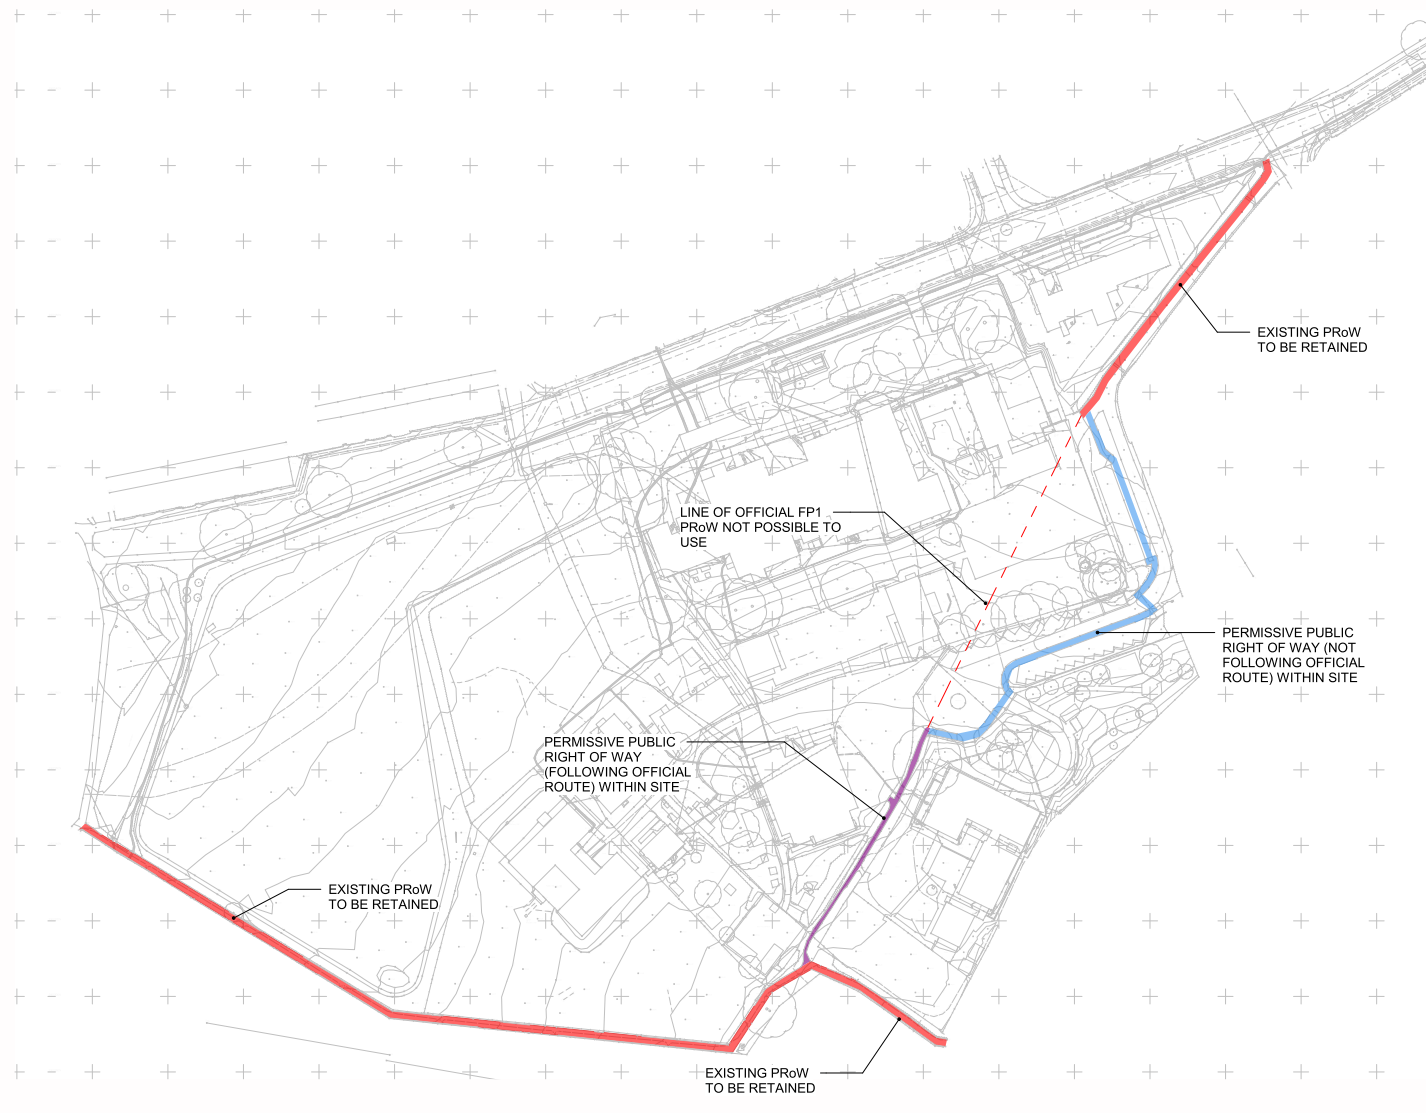 EXISTING PRoW
TO BE RETAINED
LINE OF OFFICIAL FP1
PRoW NOT POSSIBLE TO
USE
PERMISSIVE PUBLIC
RIGHT OF WAY (NOT
FOLLOWING OFFICIAL
ROUTE) WITHIN SITE
PERMISSIVE PUBLIC
RIGHT OF WAY
(FOLLOWING OFFICIAL
ROUTE) WITHIN SITE
EXISTING PRoW
TO BE RETAINED
EXISTING PRoW
TO BE RETAINED